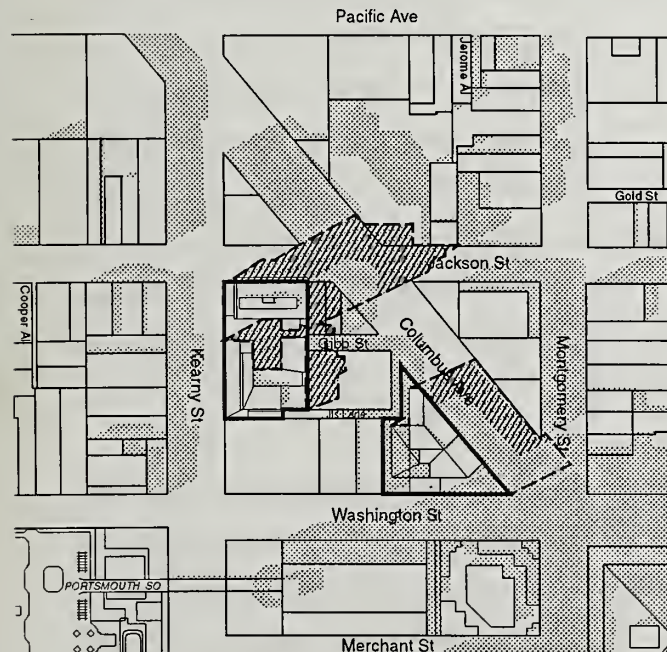 Pacific Ave
Jerome Al
Gold St
Jackson St
Cooper Al
Columbus Ave
Gibb St
Kearny St
Montgomery St
Washington St
PORTSMOUTH SQ
Merchant St